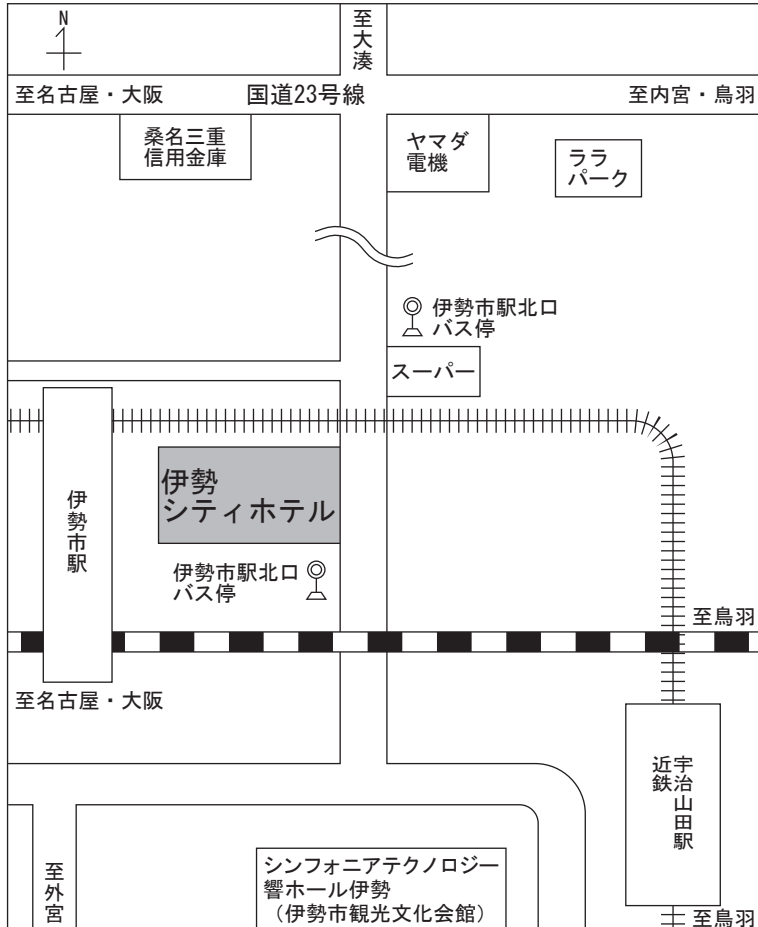 N
至大湊
至名古屋・大阪
国道23号線
至内宮・鳥羽
桑名三重
信用金庫
ヤマダ
電機
ララ
パーク
伊勢市駅北口
バス停
スーパー
伊勢
シティホテル
伊勢市駅
伊勢市駅北口
バス停
至鳥羽
至名古屋・大阪
近鉄
宇治山田駅
至外宮
シンフォニアテクノロジー
響ホール伊勢
（伊勢市観光文化会館）
至鳥羽